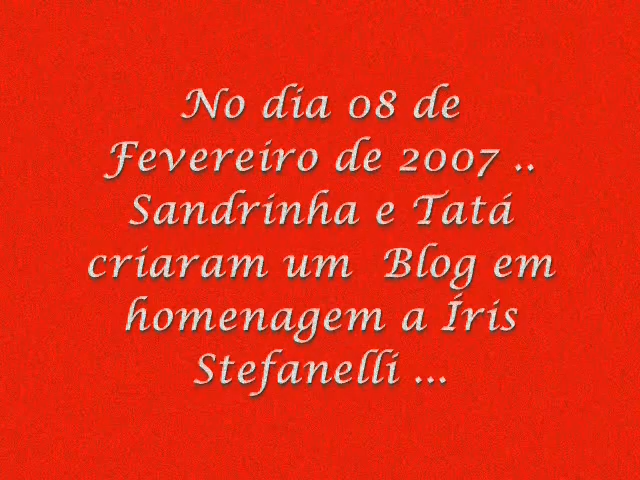 No dia 08 de
Fevereiro de 2007 ..
Sandrinha e Tatá
criaram um  Blog em
homenagem a Íris
Stefanelli ...